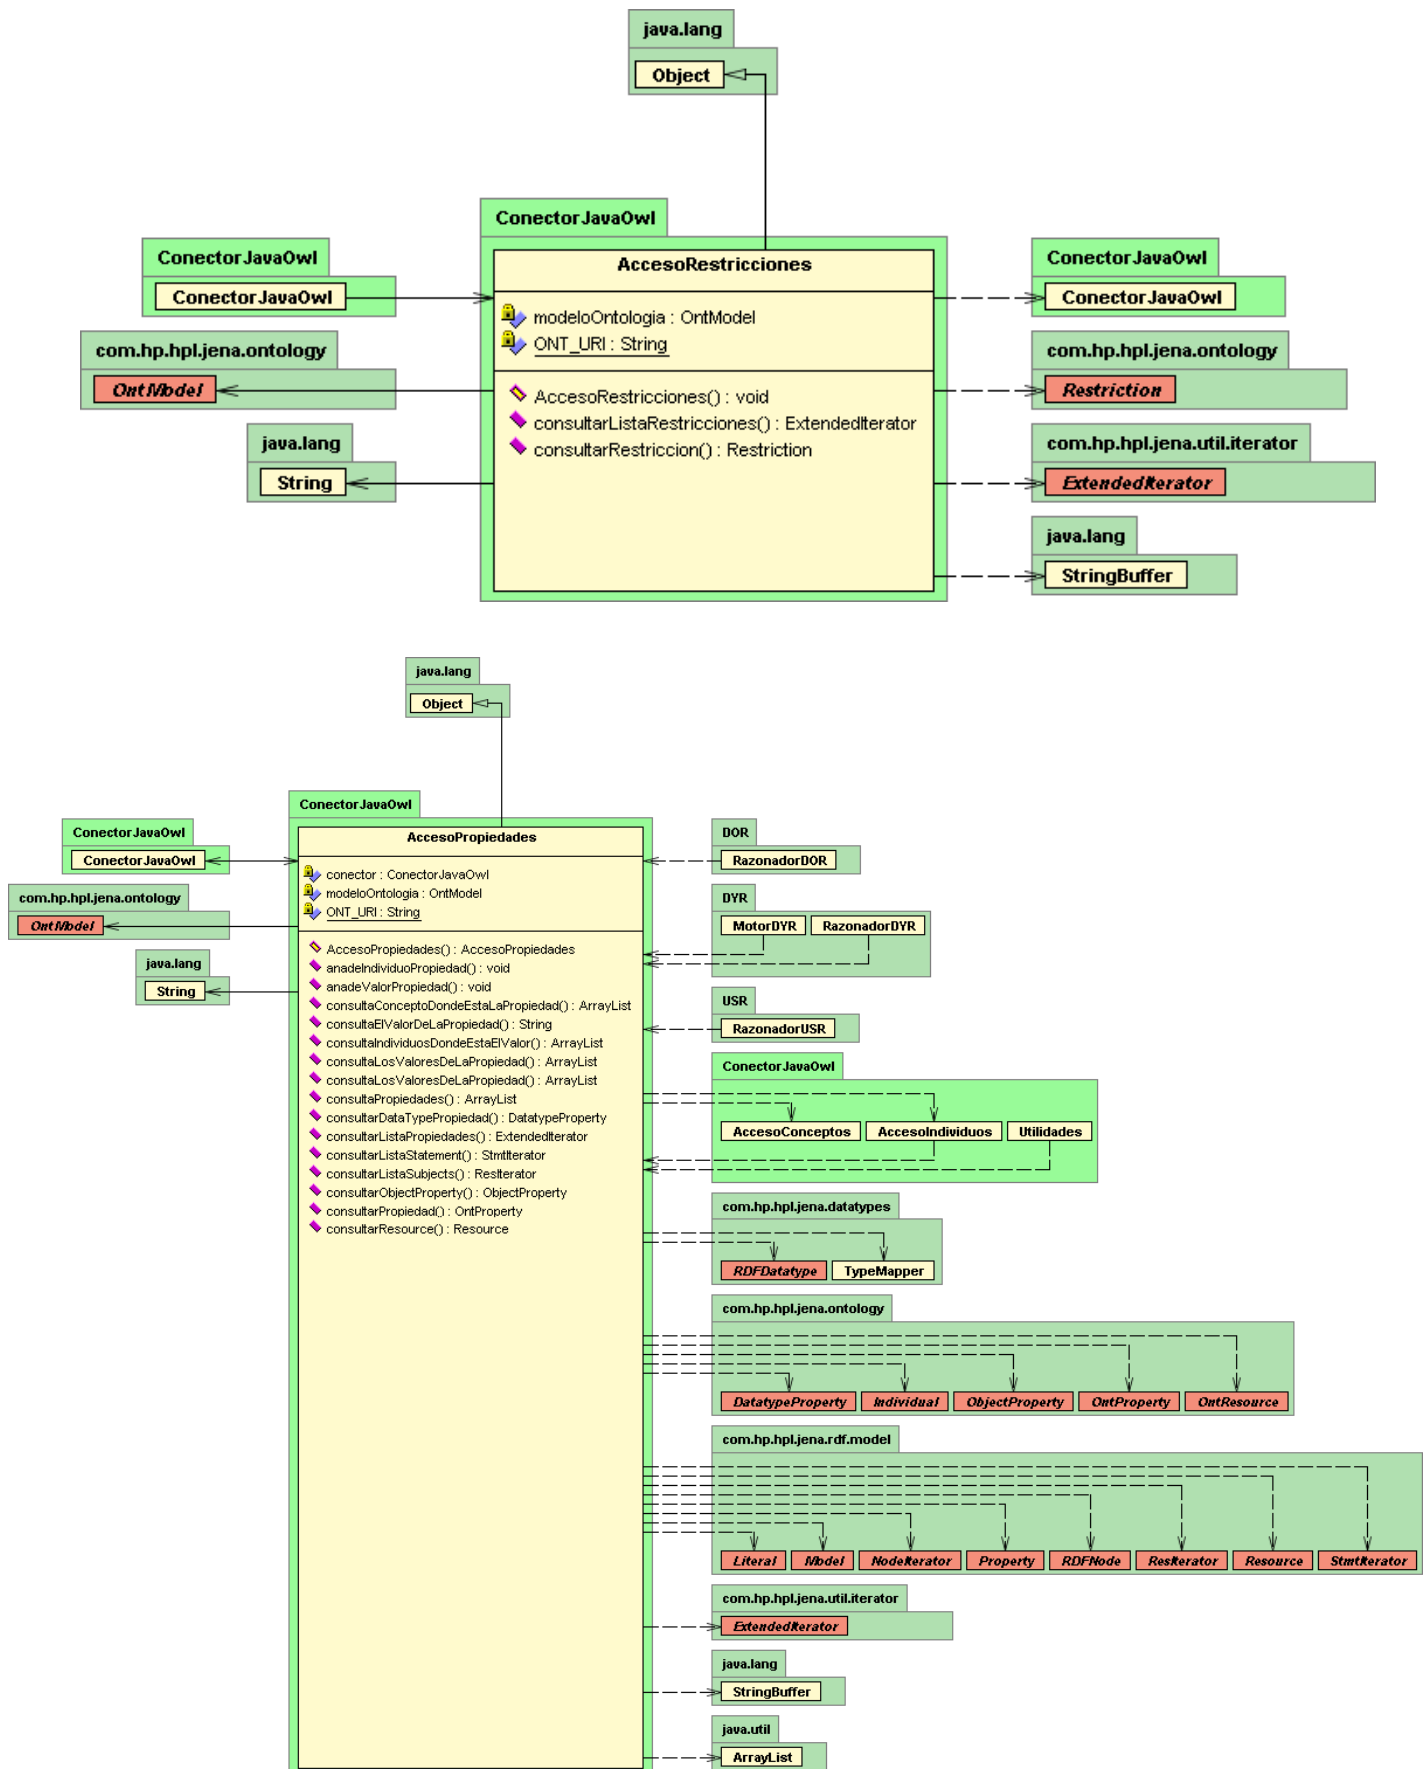 java.lang
Object
ConectorJavaOwl
AccesoRestricciones
modeloOntologia : OntModel
ONT_URI : String
AccesoRestricciones() : void
consultarListaRestricciones() : ExtendedIterator
consultarRestriccion() : Restriction
ConectorJavaOwl
ConectorJavaOwl
com.hp.hpl.jena.ontology
OntModel
java.lang
String
ConectorJavaOwl
ConectorJavaOwl
com.hp.hpl.jena.ontology
Restriction
com.hp.hpl.jena.util.iterator
ExtendedIterator
java.lang
StringBuffer
java.lang
Object
ConectorJavaOwl
AccesoPropiedades
conector : ConectorJavaOwl
modeloOntologia : OntModel
ONT_URI : String
AccesoPropiedades() : AccesoPropiedades
anadeIndividuoPropiedad() : void
anadeValorPropiedad() : void
consultaConceptoDondeEstaLaPropiedad() : ArrayList
consultaElValorDeLaPropiedad() : String
consultaIndividuosDondeEstaElValor() : ArrayList
consultaLosValoresDeLaPropiedad() : ArrayList
consultaLosValoresDeLaPropiedad() : ArrayList
consultaPropiedades() : ArrayList
consultarDataTypePropiedad() : DatatypeProperty
consultarListaPropiedades() : ExtendedIterator
consultarListaStatement() : StmtIterator
consultarListaSubjects() : ResIterator
consultarObjectProperty() : ObjectProperty
consultarPropiedad() : OntProperty
consultarResource() : Resource
ConectorJavaOwl
ConectorJavaOwl
com.hp.hpl.jena.ontology
OntModel
java.lang
String
DOR
RazonadorDOR
DYR
MotorDYR RazonadorDYR
USR
RazonadorUSR
ConectorJavaOwl
AccesoConceptos AccesoIndividuos Utilidades
com.hp.hpl.jena.datatypes
RDFDatatype TypeMapper
com.hp.hpl.jena.ontology
DatatypeProperty Individual ObjectProperty OntProperty OntResource
com.hp.hpl.jena.rdf.model
Literal Model NodeIterator Property RDFNode ResIterator Resource StmtIterator
com.hp.hpl.jena.util.iterator
ExtendedIterator
java.lang
StringBuffer
java.util
ArrayList